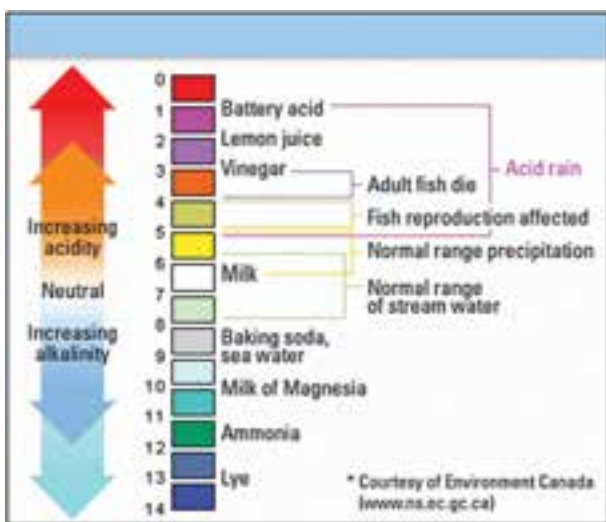 0
1
Battery acid
2
Lemon juice
3
Vinegar
Acid rain
Adult fish die
4
Fish reproduction affected
Increasing
acidity
5
Normal range precipitation
6
Milk
Neutral
7
Normal range
of stream water
8
Increasing
alkalinity
Baking soda,
sea water
9
10
Milk of Magnesia
11
Ammonia
12
13
Lye
14
* Courtesy of Environment Canada
(www.ns.ec.gc.ca)